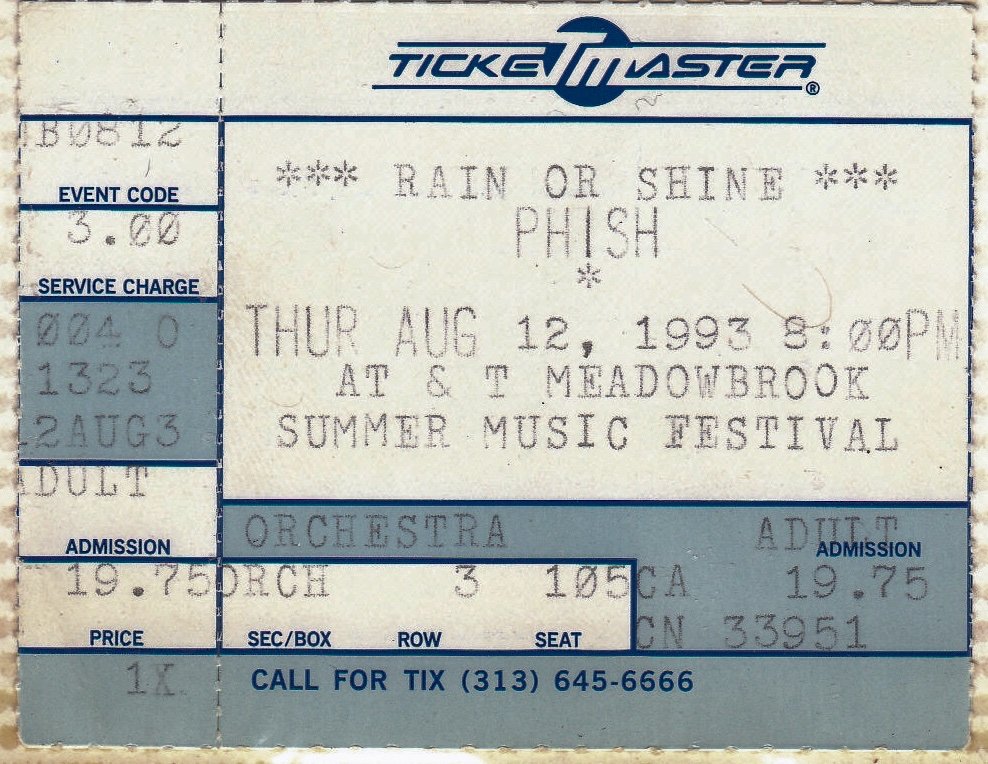 TICKETMASTER®
B0812
EVENT CODE
3.00
SERVICE CHARGE
004 0
1323
12AUG3
ADULT
ADMISSION
19.75
PRICE
1X
*** RAIN OR SHINE ***
PHISH
*
THUR AUG 12, 1993 8:00PM
AT & T MEADOWBROOK
SUMMER MUSIC FESTIVAL
ORCHESTRA ADULT
ADMISSION
ORCH 3 105 CA 19.75
SEC/BOX ROW SEAT CN 33951
CALL FOR TIX (313) 645-6666